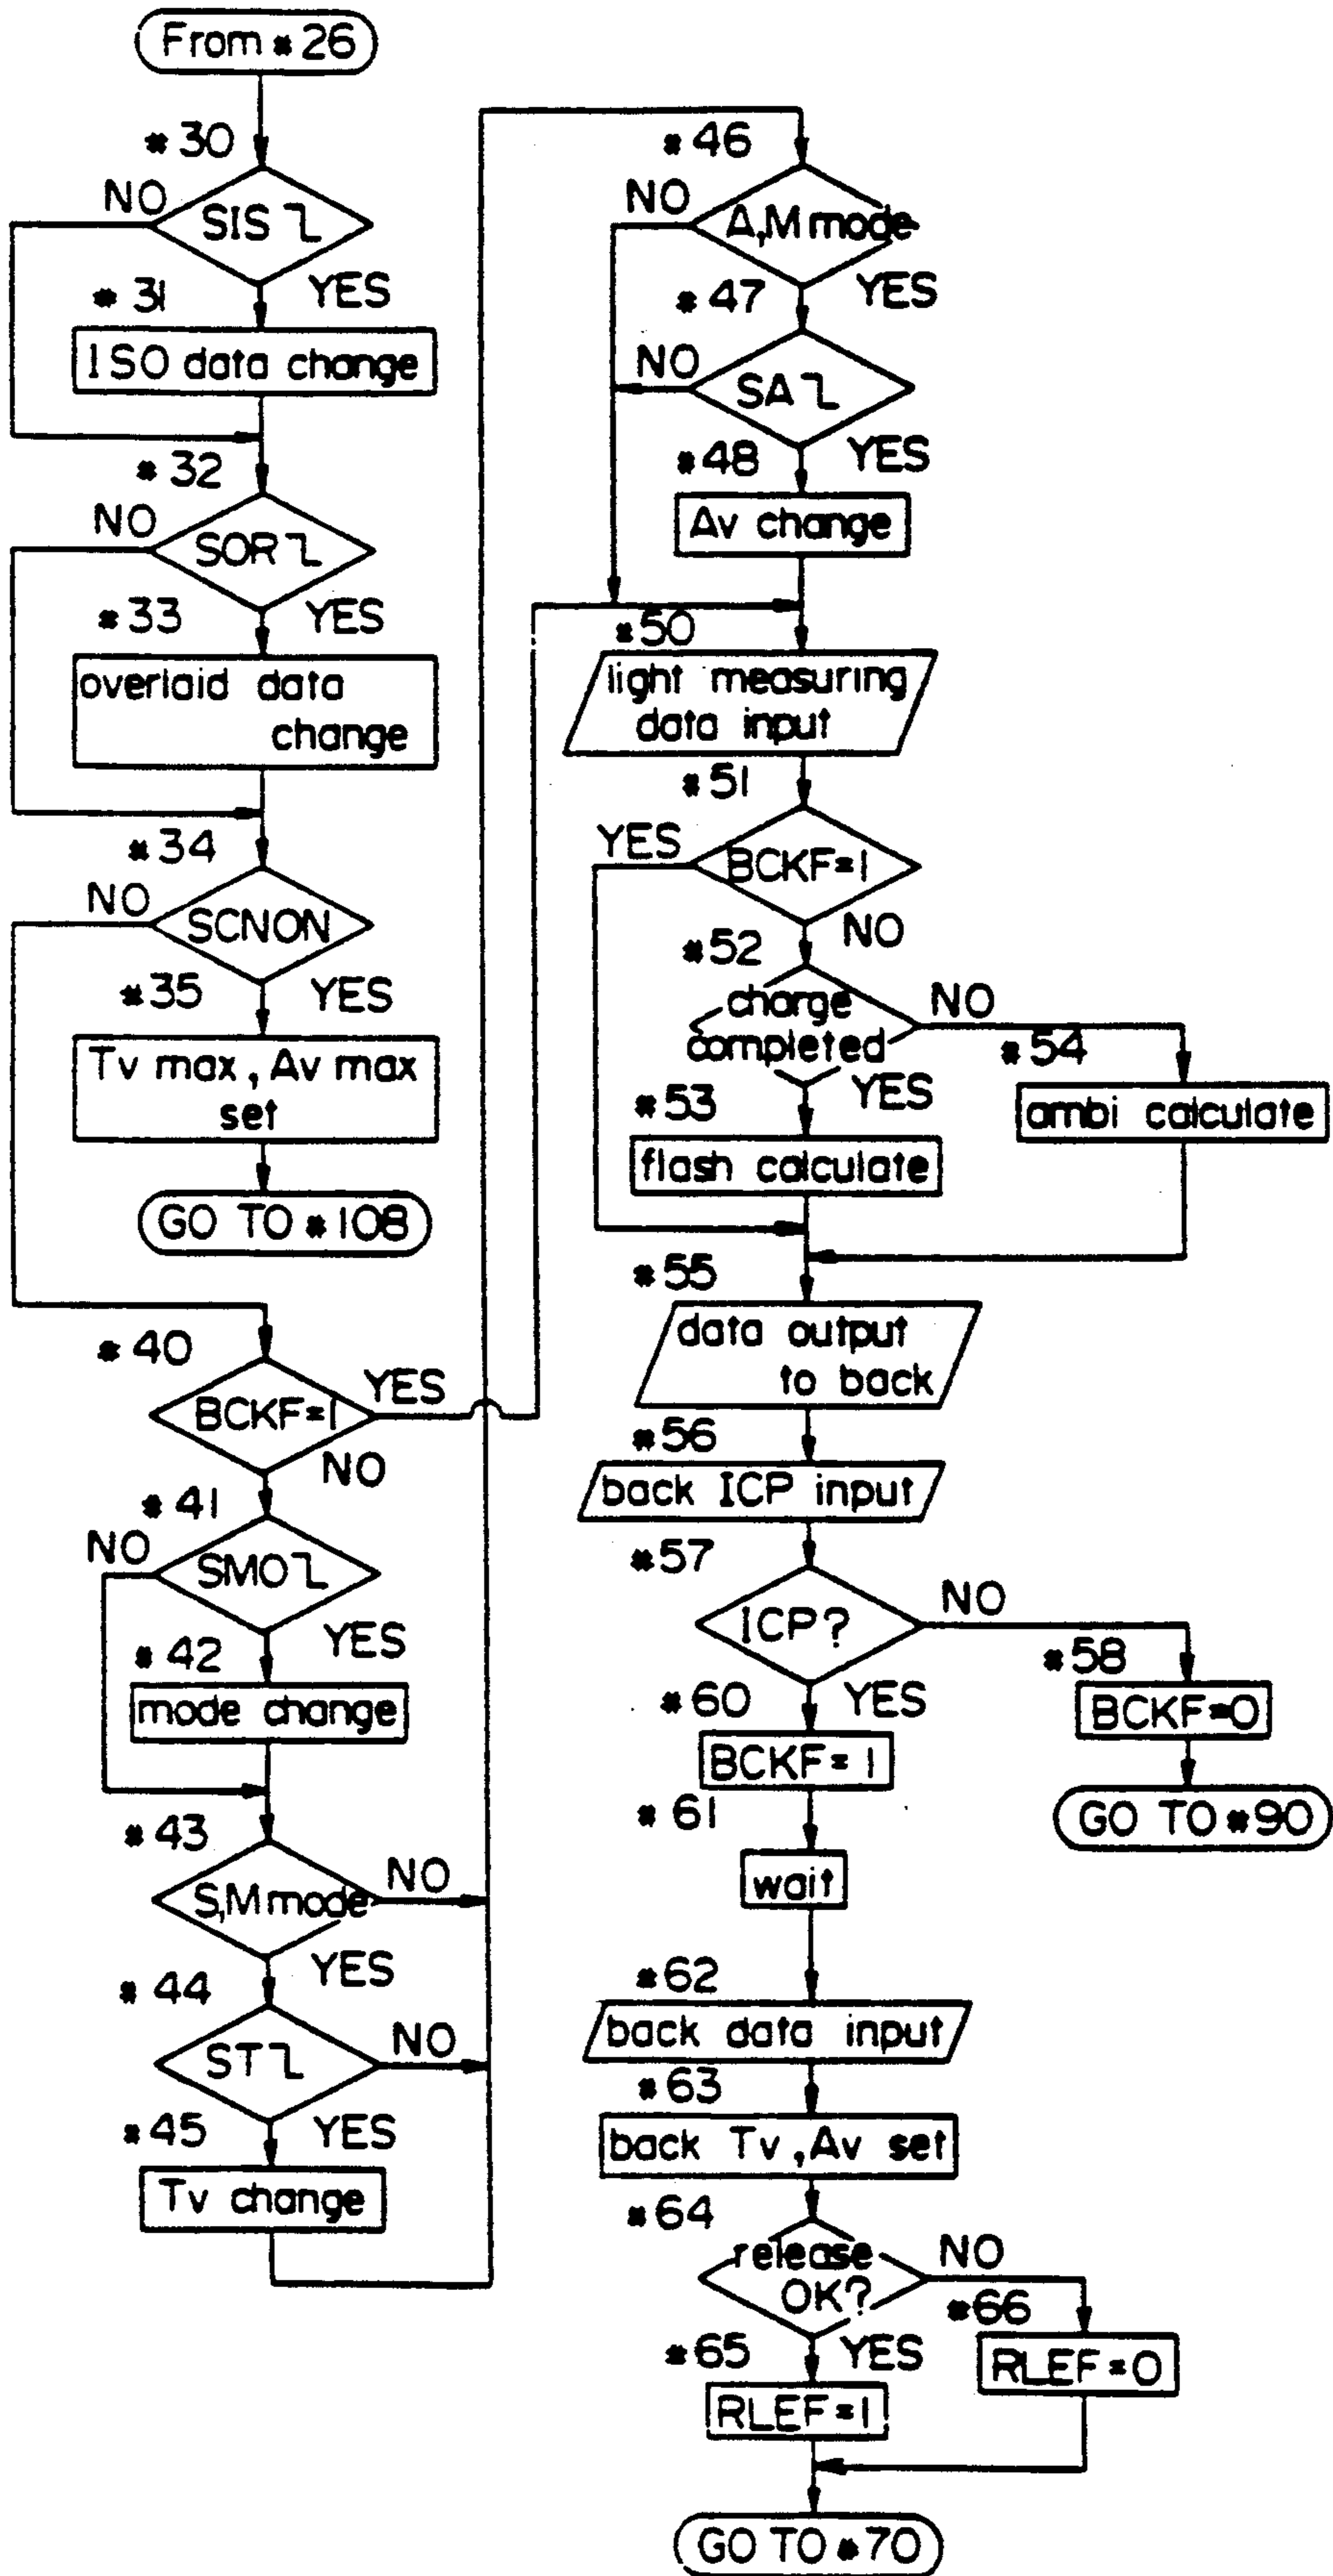 From *26
*30
NO
SIS
YES
*31
ISO data change
*32
NO
SOR
YES
*33
overlaid data
change
*34
NO
SCNON
*35
YES
Tv max, Av max
set
GO TO *108
*40
YES
BCKF=1
NO
*41
NO
SMO
YES
*42
mode change
*43
S,M mode
NO
YES
*44
ST
NO
*45
YES
Tv change
*46
NO
A,M mode
*47
YES
NO
SA
*48
YES
Av change
*50
light measuring
data input
*51
YES
BCKF=1
NO
*52
charge
completed
NO
*54
ambi calculate
YES
*53
flash calculate
*55
data output
to back
*56
back ICP input
*57
ICP?
NO
*58
BCKF=0
GO TO *90
*60
YES
BCKF=1
*61
wait
*62
back data input
*63
back Tv, Av set
*64
release
OK?
NO
*66
RLEF=0
*65
YES
RLEF=1
GO TO *70